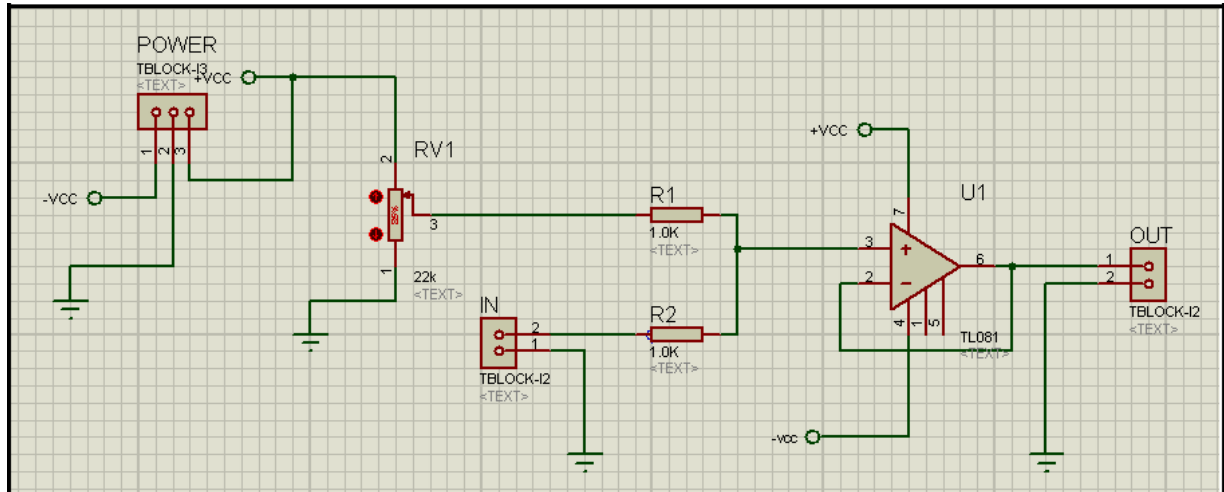 POWER
TBLOCK-I3
<TEXT>
+VCC
1
2
3
-VCC
2
RV1
3
1
22k
<TEXT>
R1
1.0K
<TEXT>
IN
2
1
TBLOCK-I2
<TEXT>
R2
1.0K
<TEXT>
+VCC
U1
7
3
2
6
4
1
5
TL081
<TEXT>
-VCC
OUT
1
2
TBLOCK-I2
<TEXT>